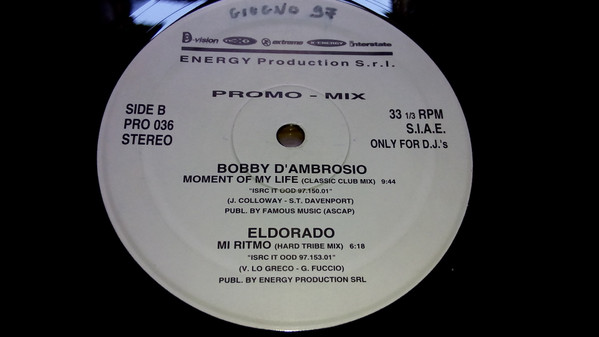 GIUGNO 97
D-vision extreme interstate
ENERGY Production S.r.l.
PROMO - MIX
SIDE B
PRO 036
STEREO
33 1/3 RPM
S.I.A.E.
ONLY FOR D.J.'s
BOBBY D'AMBROSIO
MOMENT OF MY LIFE (CLASSIC CLUB MIX) 9:44
"ISRC IT OOD 97.150.01"
(J. COLLOWAY - S.T. DAVENPORT)
PUBL. BY FAMOUS MUSIC (ASCAP)
ELDORADO
MI RITMO (HARD TRIBE MIX) 6:18
"ISRC IT OOD 97.153.01"
(V. LO GRECO - G. FUCCIO)
PUBL. BY ENERGY PRODUCTION SRL